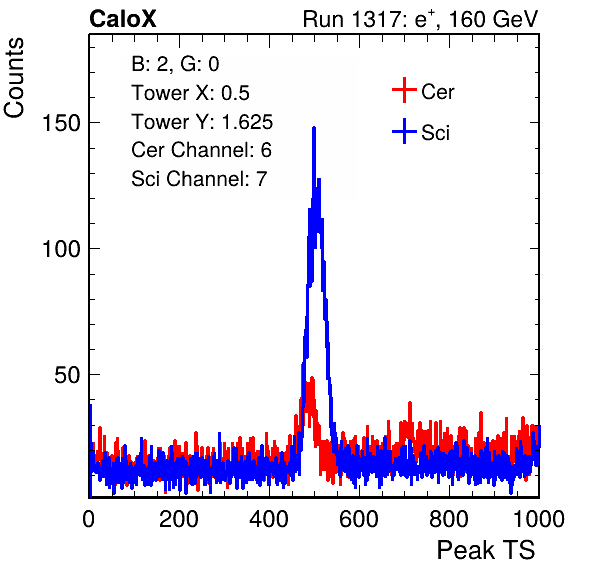 CaloX
Run 1317: e+, 160 GeV
Counts
B: 2, G: 0
Tower X: 0.5
Tower Y: 1.625
Cer Channel: 6
Sci Channel: 7
Cer
Sci
150
100
50
0 200 400 600 800 1000
Peak TS